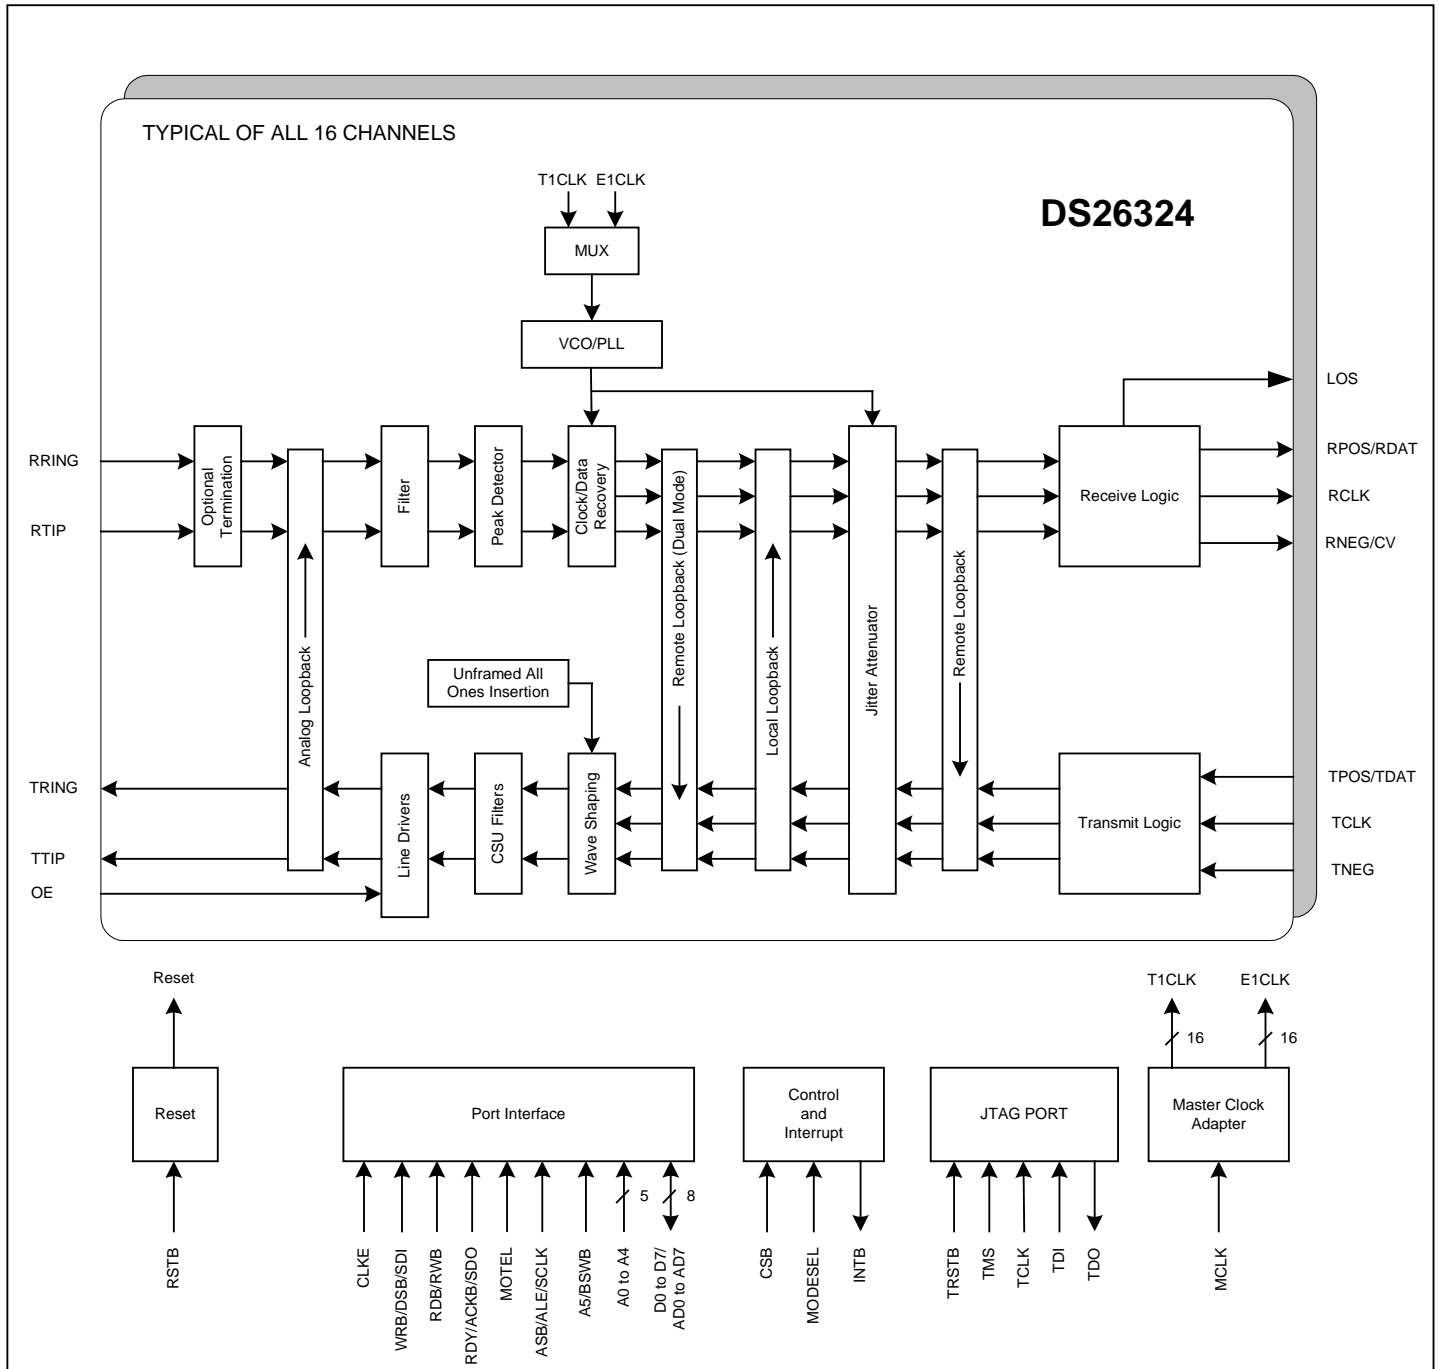 TYPICAL OF ALL 16 CHANNELS
T1CLK
E1CLK
DS26324
MUX
VCO/PLL
LOS
RRING
RTIP
Optional
Termination
Analog Loopback
Filter
Peak Detector
Clock/Data
Recovery
Remote Loopback (Dual Mode)
Local Loopback
Jitter Attenuator
Remote Loopback
Receive Logic
RPOS/RDAT
RCLK
RNEG/CV
Unframed All
Ones Insertion
TRING
TTIP
OE
Line Drivers
CSU Filters
Wave Shaping
Transmit Logic
TPOS/TDAT
TCLK
TNEG
Reset
T1CLK
E1CLK
16
16
Reset
Port Interface
Control
and
Interrupt
JTAG PORT
Master Clock
Adapter
5
8
RSTB
CLKE
WRB/DSB/SDI
RDB/RWB
RDY/ACKB/SDO
MOTEL
ASB/ALE/SCLK
A5/BSWB
A0 to A4
D0 to D7/
AD0 to AD7
CSB
MODESEL
INTB
TRSTB
TMS
TCLK
TDI
TDO
MCLK